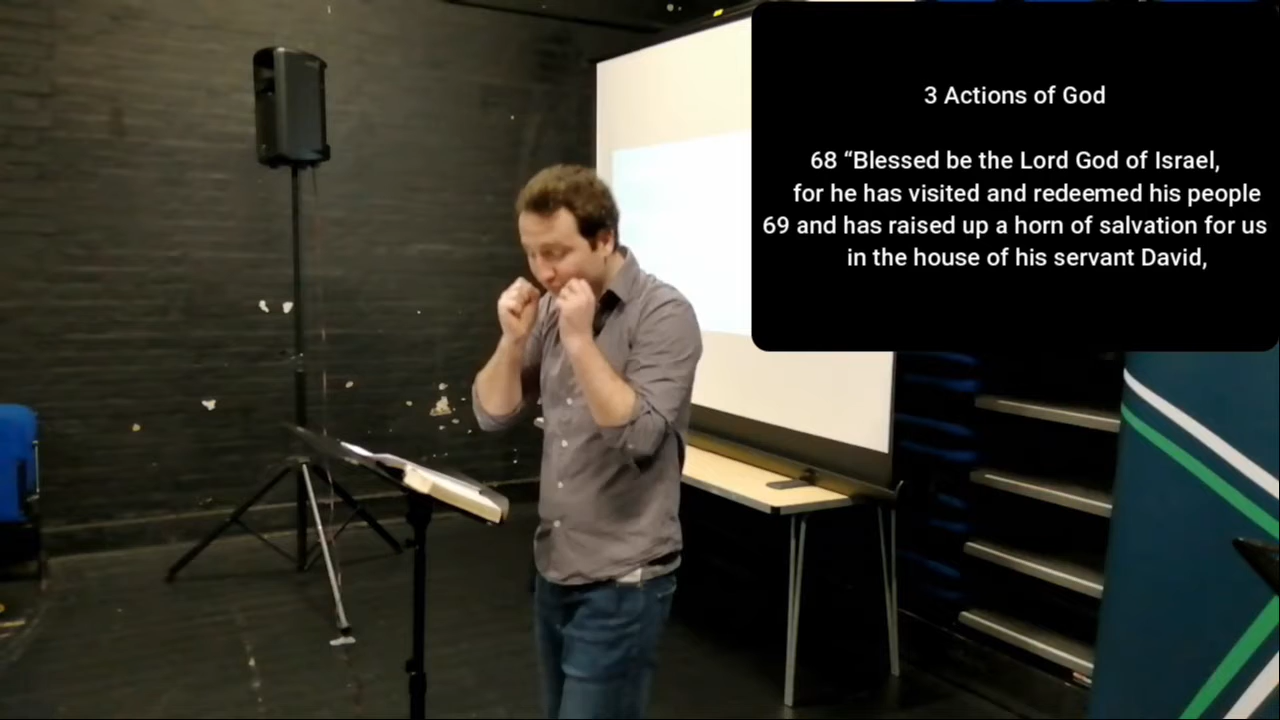 3 Actions of God
68 “Blessed be the Lord God of Israel,
for he has visited and redeemed his people
69 and has raised up a horn of salvation for us
in the house of his servant David,